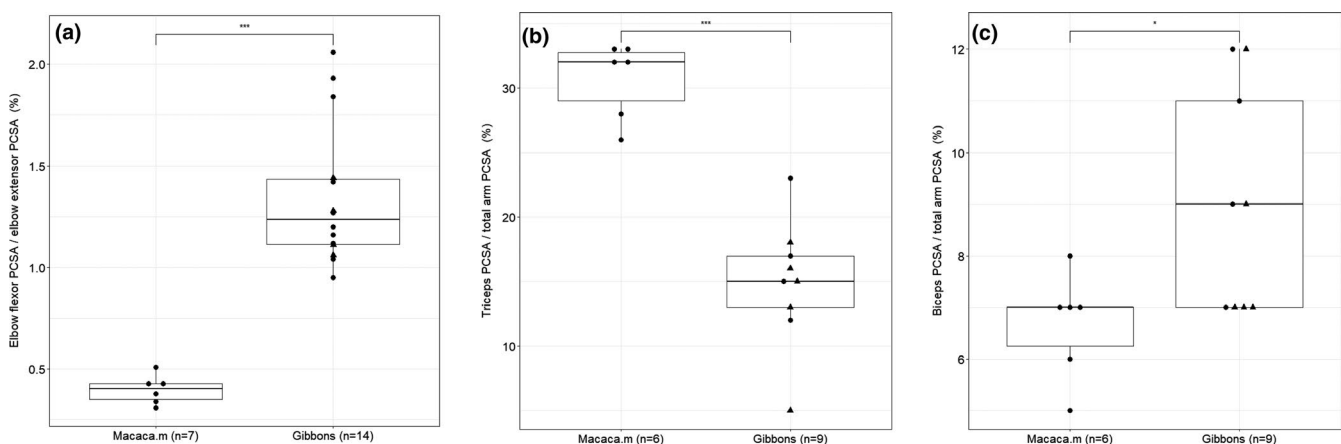 (a)
***
Elbow flexor PCSA / elbow extensor PCSA (%)
2.0
1.5
1.0
0.5
Macaca.m (n=7)
Gibbons (n=14)
(b)
***
Triceps PCSA / total arm PCSA (%)
30
20
10
Macaca.m (n=6)
Gibbons (n=9)
(c)
*
Biceps PCSA / total arm PCSA (%)
12
10
8
6
Macaca.m (n=6)
Gibbons (n=9)